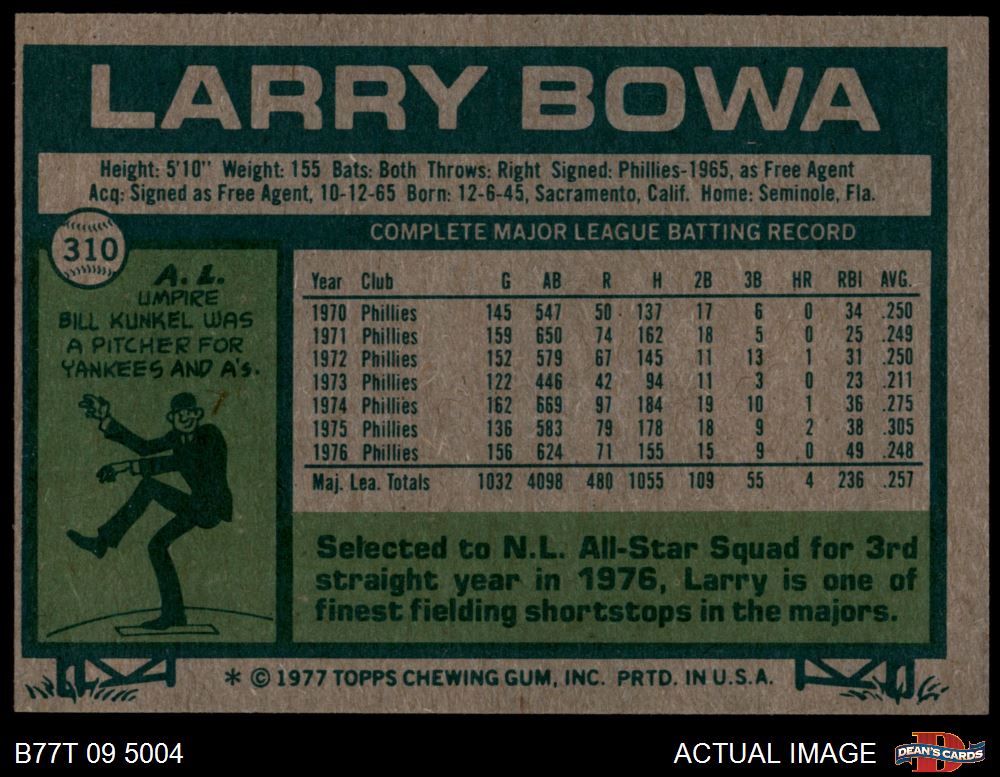 LARRY BOWA
Height: 5'10" Weight: 155 Bats: Both Throws: Right Signed: Phillies-1965, as Free Agent
Acq: Signed as Free Agent, 10-12-65 Born: 12-6-45, Sacramento, Calif. Home: Seminole, Fla.
310
A. L.
UMPIRE
BILL KUNKEL WAS
A PITCHER FOR
YANKEES AND A's.
COMPLETE MAJOR LEAGUE BATTING RECORD
Year Club G AB R H 2B 3B HR RBI AVG.
1970 Phillies 145 547 50 137 17 6 0 34 .250
1971 Phillies 159 650 74 162 18 5 0 25 .249
1972 Phillies 152 579 67 145 11 13 1 31 .250
1973 Phillies 122 446 42 94 11 3 0 23 .211
1974 Phillies 162 669 97 184 19 10 1 36 .275
1975 Phillies 136 583 79 178 18 9 2 38 .305
1976 Phillies 156 624 71 155 15 9 0 49 .248
Maj. Lea. Totals 1032 4098 480 1055 109 55 4 236 .257
Selected to N.L. All-Star Squad for 3rd
straight year in 1976, Larry is one of
finest fielding shortstops in the majors.
* © 1977 TOPPS CHEWING GUM, INC. PRTD. IN U.S.A.
B77T 09 5004
ACTUAL IMAGE
D
DEAN'S CARDS